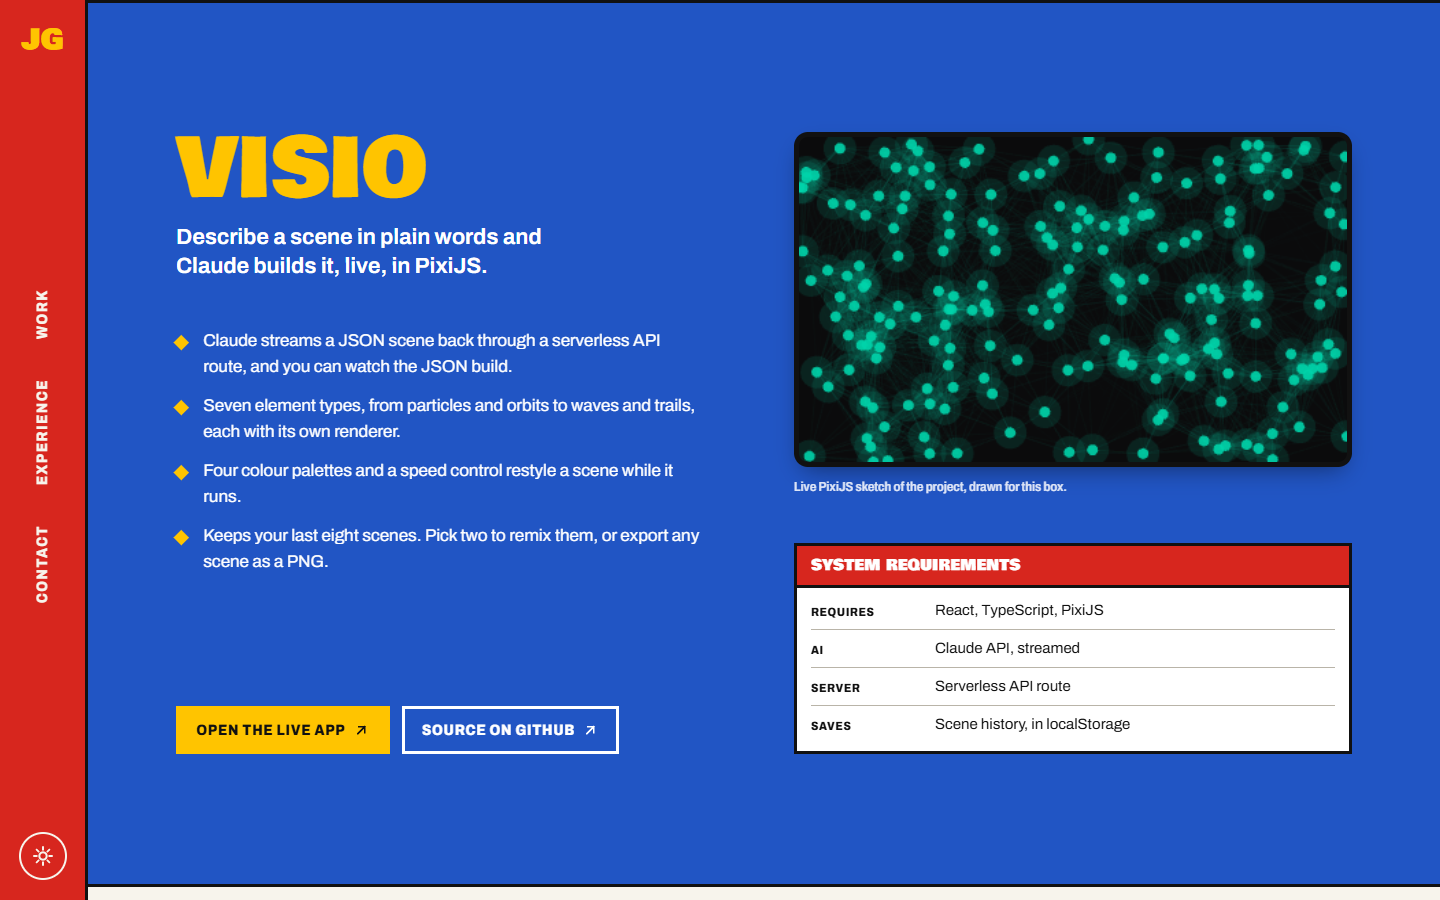 JG
WORK
EXPERIENCE
CONTACT
VISIO
Describe a scene in plain words and
Claude builds it, live, in PixiJS.
Claude streams a JSON scene back through a serverless API
route, and you can watch the JSON build.
Seven element types, from particles and orbits to waves and trails,
each with its own renderer.
Four colour palettes and a speed control restyle a scene while it
runs.
Keeps your last eight scenes. Pick two to remix them, or export any
scene as a PNG.
OPEN THE LIVE APP
SOURCE ON GITHUB
Live PixiJS sketch of the project, drawn for this box.
SYSTEM REQUIREMENTS
REQUIRES React, TypeScript, PixiJS
AI Claude API, streamed
SERVER Serverless API route
SAVES Scene history, in localStorage